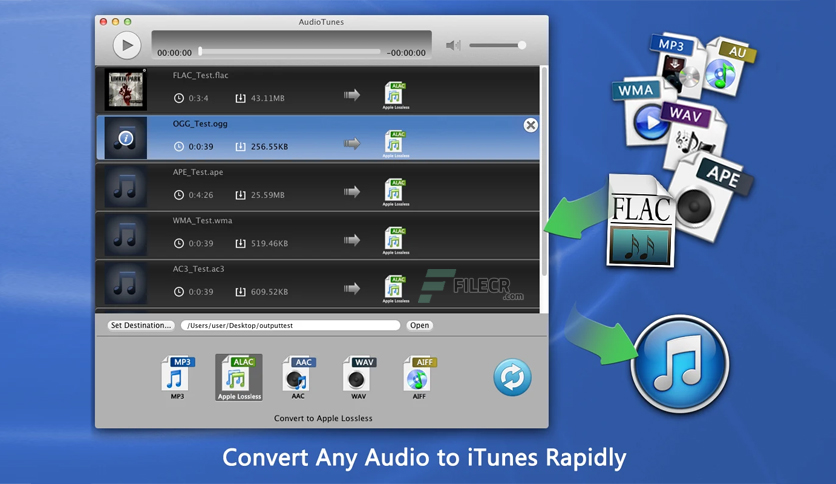 AudioTunes
00:00:00
-00:00:00
FLAC_Test.flac
0:3:4
43.11MB
ALAC
Apple Lossless
OGG_Test.ogg
0:0:39
256.55KB
ALAC
Apple Lossless
APE_Test.ape
0:4:26
25.59MB
ALAC
Apple Lossless
WMA_Test.wma
0:0:39
519.46KB
ALAC
Apple Lossless
AC3_Test.ac3
0:0:39
609.52KB
ALAC
Apple Lossless
FILECR
.com
Set Destination...
/Users/user/Desktop/outputtest
Open
MP3
MP3
ALAC
Apple Lossless
AAC
AAC
WAV
WAV
AIFF
AIFF
Convert to Apple Lossless
MP3
AU
WMA
WAV
APE
FLAC
Convert Any Audio to iTunes Rapidly